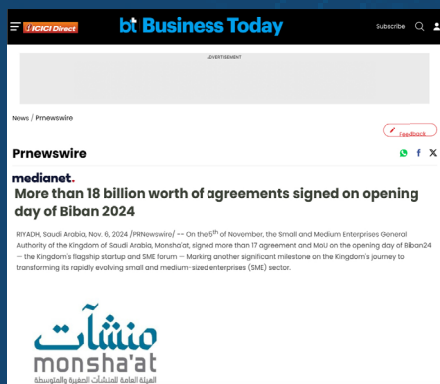 ICICI Direct
bt Business Today
Subscribe
ADVERTISEMENT
News / Prnewswire
Feedback
Prnewswire
f X
medianet.
More than 18 billion worth of agreements signed on opening
day of Biban 2024
RIYADH, Saudi Arabia, Nov. 6, 2024 /PRNewswire/ -- On the5th of November, the Small and Medium Enterprises General
Authority of the Kingdom of Saudi Arabia, Monsha'at, signed more than 17 agreement and MoU on the opening day of Biban24
— the Kingdom's flagship startup and SME forum — Marking another significant milestone on the Kingdom's journey to
transforming its rapidly evolving small and medium-sizedenterprises (SME) sector.
منشآت
monsha'at
الهيئة العامة للمنشآت الصغيرة والمتوسطة